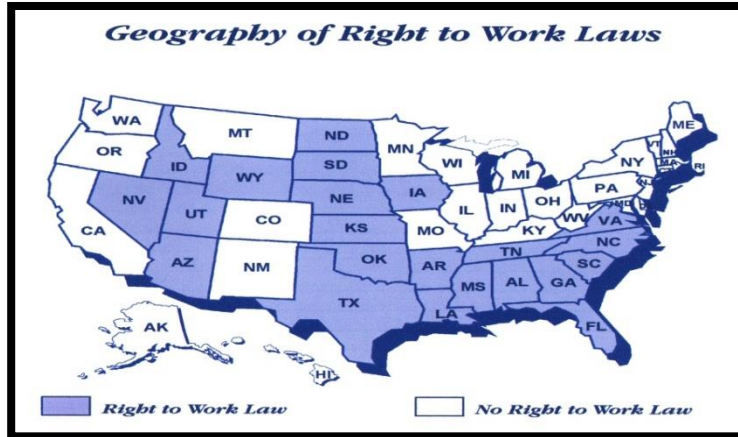 Geography of Right to Work Laws
WA
MT
ND
MN
ME
OR
ID
SD
WI
VT
NH
NY
MA
RI
WY
MI
NV
NE
IA
PA
NJ
UT
CO
IL
IN
OH
MD
CA
KS
MO
WV
VA
KY
AZ
NM
OK
AR
TN
NC
SC
TX
MS
AL
GA
LA
FL
AK
HI
Right to Work Law
No Right to Work Law